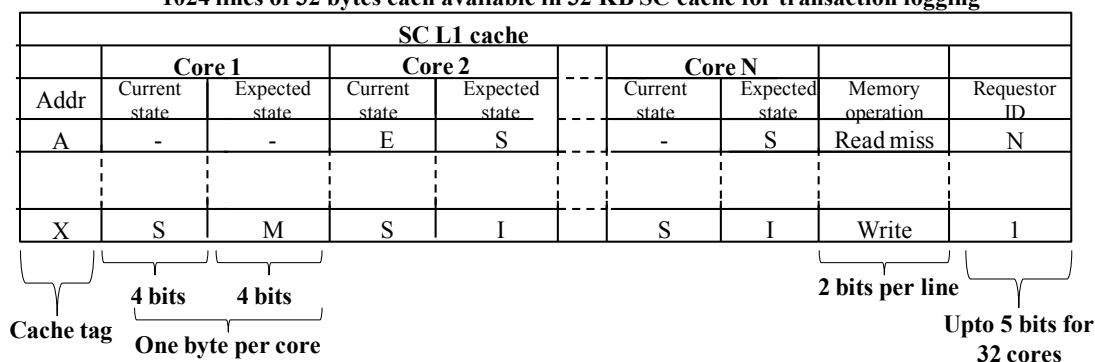 1024 lines of 32 bytes each available in 32 KB SC cache for transaction logging
SC L1 cache
Core 1 Core 2 Core N
Addr Current state Expected state Current state Expected state Current state Expected state Memory operation Requestor ID
A - - E S - S Read miss N
X S M S I S I Write 1
4 bits 4 bits 2 bits per line
Cache tag One byte per core Upto 5 bits for
32 cores